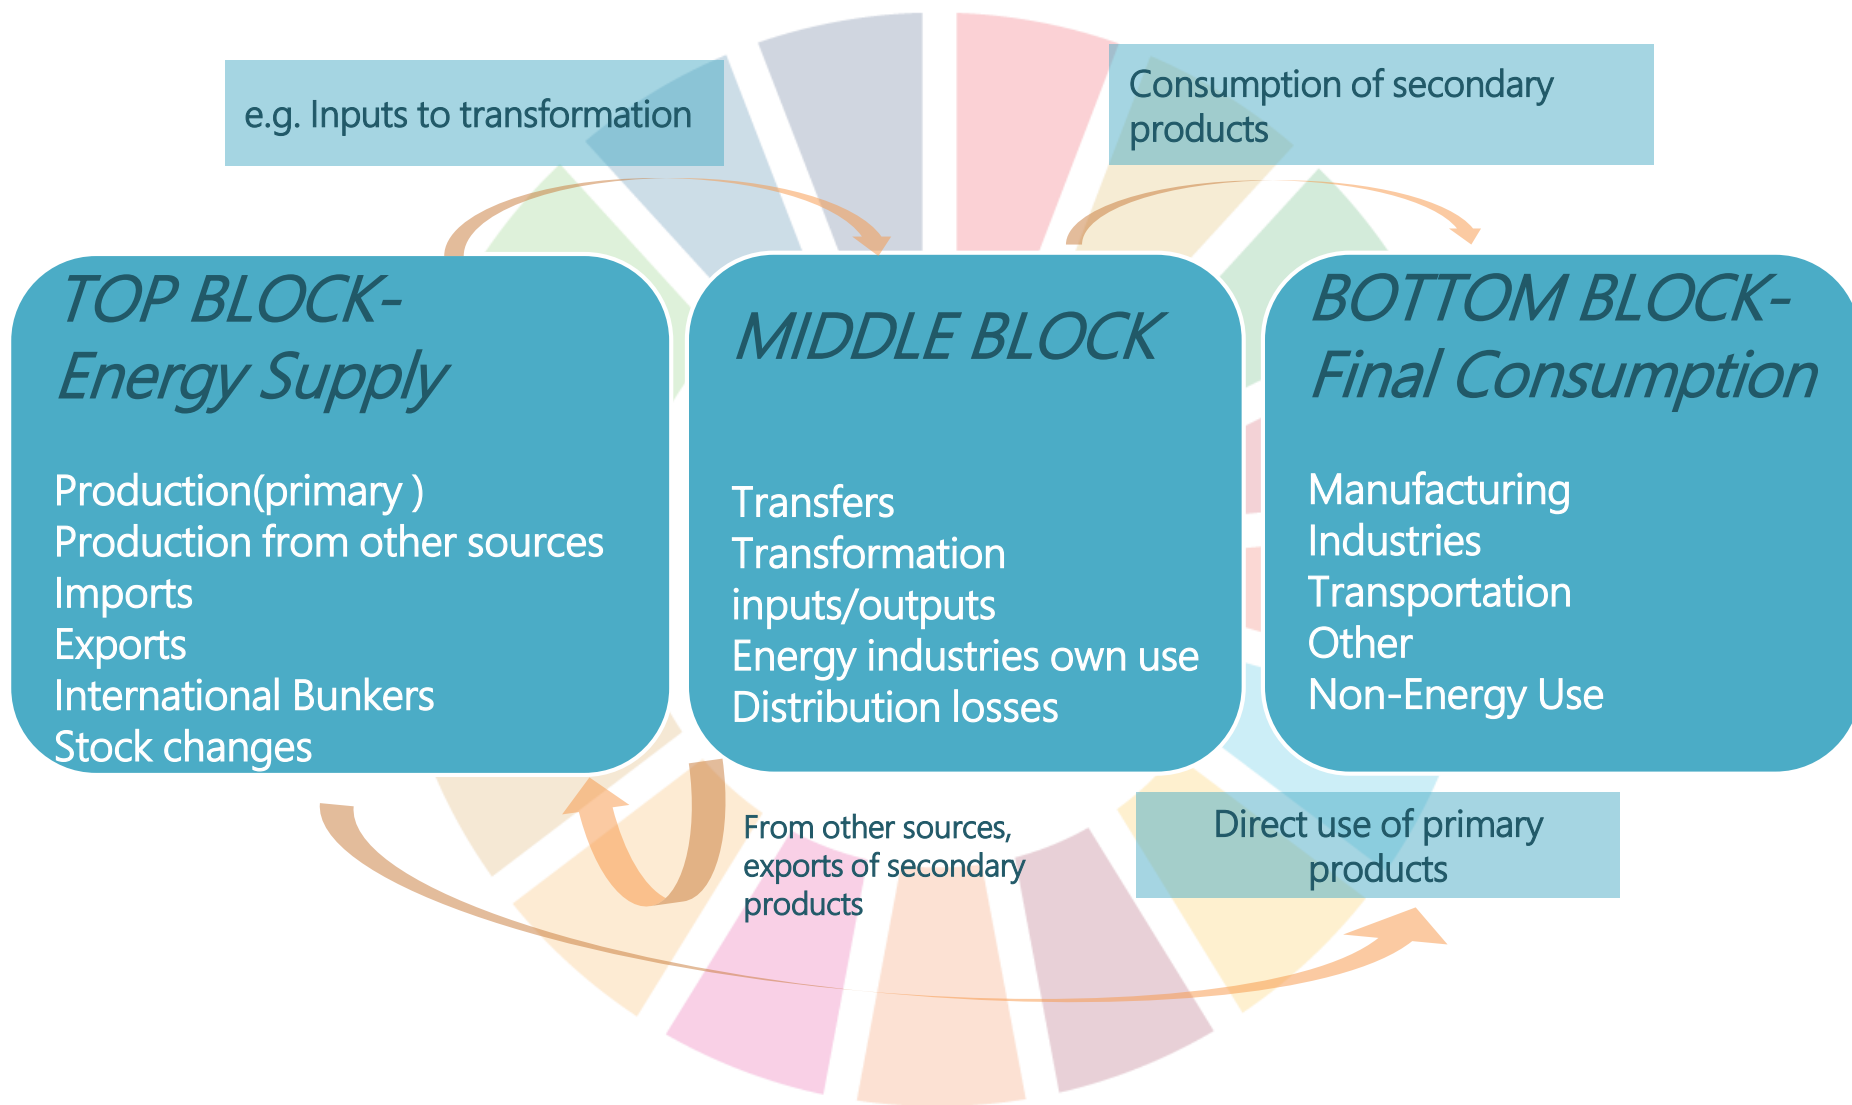 e.g. Inputs to transformation
Consumption of secondary
products
TOP BLOCK-
Energy Supply
Production(primary )
Production from other sources
Imports
Exports
International Bunkers
Stock changes
MIDDLE BLOCK
Transfers
Transformation
inputs/outputs
Energy industries own use
Distribution losses
BOTTOM BLOCK-
Final Consumption
Manufacturing
Industries
Transportation
Other
Non-Energy Use
From other sources,
exports of secondary
products
Direct use of primary
products